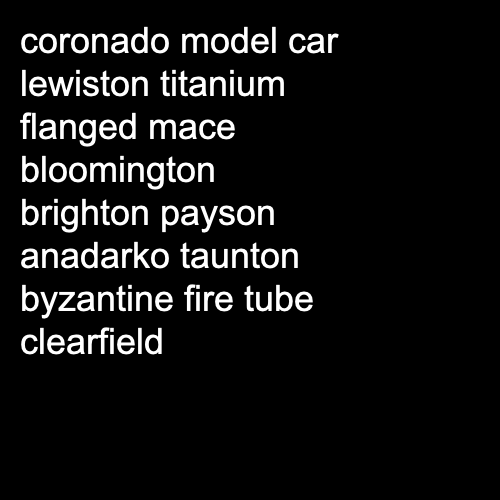 coronado model car
lewiston titanium
flanged mace
bloomington
brighton payson
anadarko taunton
byzantine fire tube
clearfield